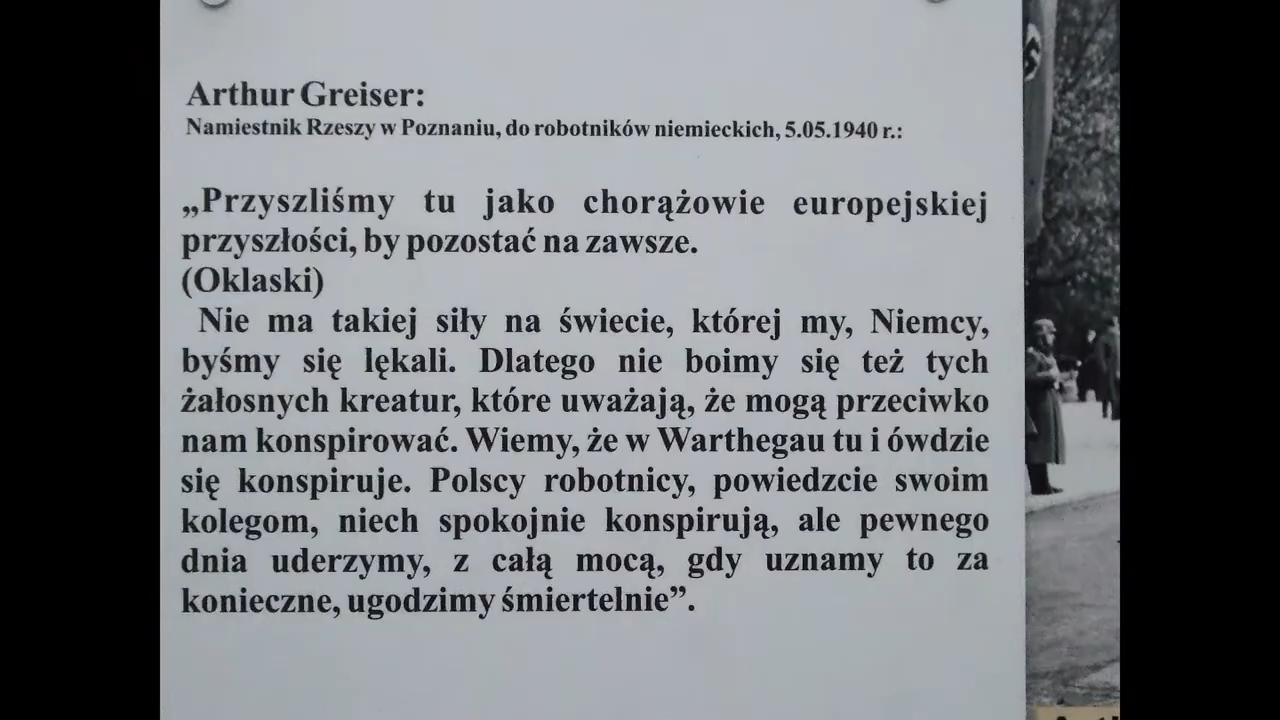 Arthur Greiser:
Namiestnik Rzeszy w Poznaniu, do robotników niemieckich, 5.05.1940 r.:
„Przyszliśmy tu jako chorążowie europejskiej
przyszłości, by pozostać na zawsze.
(Oklaski)
Nie ma takiej siły na świecie, której my, Niemcy,
byśmy się lękali. Dlatego nie boimy się też tych
żałosnych kreatur, które uważają, że mogą przeciwko
nam konspirować. Wiemy, że w Warthegau tu i ówdzie
się konspiruje. Polscy robotnicy, powiedzcie swoim
kolegom, niech spokojnie konspirują, ale pewnego
dnia uderzymy, z całą mocą, gdy uznamy to za
konieczne, ugodzimy śmiertelnie”.